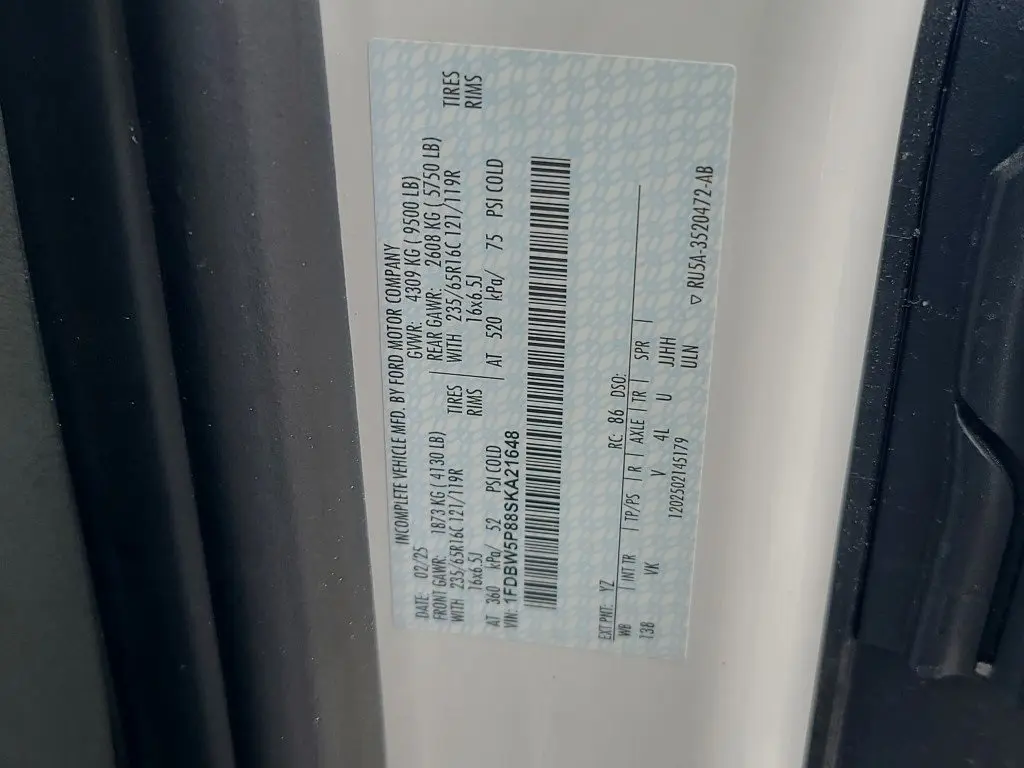 INCOMPLETE VEHICLE MFD. BY FORD MOTOR COMPANY
DATE: 02/25 GVWR: 4309 KG ( 9500 LB)
FRONT GAWR: 1873 KG ( 4130 LB) REAR GAWR: 2608 KG ( 5750 LB)
WITH 235/65R16C 121/119R TIRES WITH 235/65R16C 121/119R TIRES
16x6.5J RIMS 16x6.5J RIMS
AT 360 kPa/ 52 PSI COLD AT 520 kPa/ 75 PSI COLD
VIN: 1FDBW5P88SKA21648
EXT PNT: YZ RC: 86 DSO:
WB INT TR TP/PS R AXLE TR SPR
138 VK V 4L U JHH
1202502145179 ULN
▽ RU5A-3520472-AB